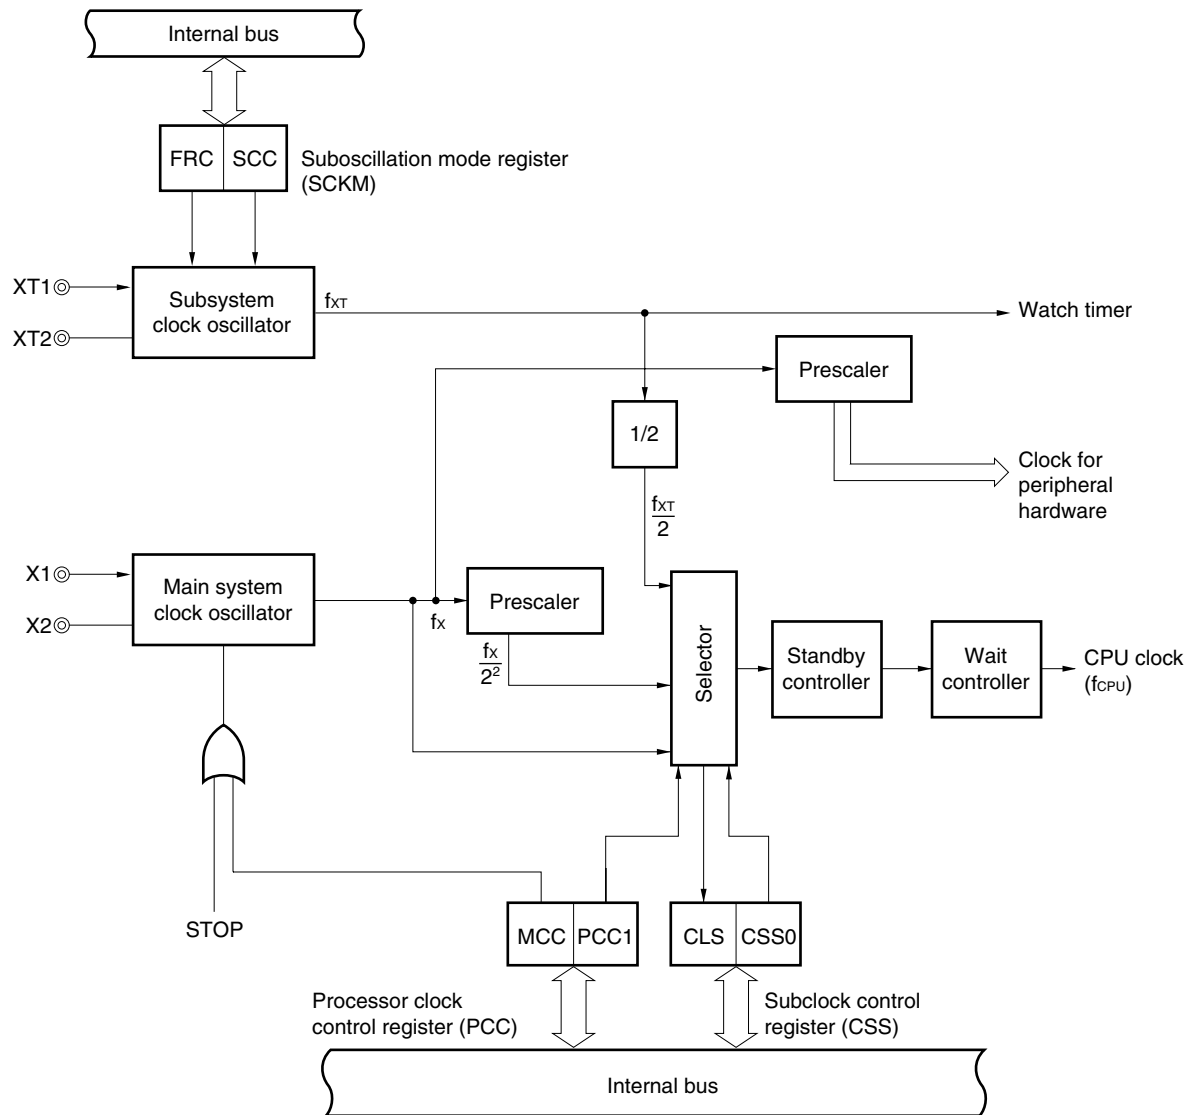 Internal bus
FRC
SCC
Suboscillation mode register
(SCKM)
XT1
XT2
Subsystem
clock oscillator
fXT
Watch timer
Prescaler
1/2
Clock for
peripheral
hardware
fXT
2
X1
X2
Main system
clock oscillator
fX
Prescaler
fX
2²
Selector
Standby
controller
Wait
controller
CPU clock
(fCPU)
STOP
MCC
PCC1
CLS
CSS0
Processor clock
control register (PCC)
Subclock control
register (CSS)
Internal bus